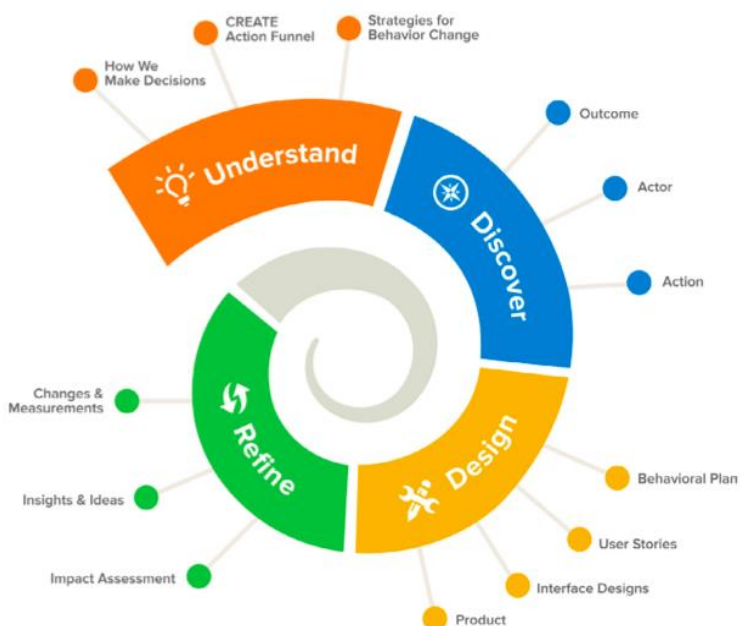 CREATE
Action Funnel
Strategies for
Behavior Change
How We
Make Decisions
Understand
Outcome
Actor
Action
Discover
Behavioral Plan
User Stories
Interface Designs
Product
Design
Impact Assessment
Insights & Ideas
Changes &
Measurements
Refine